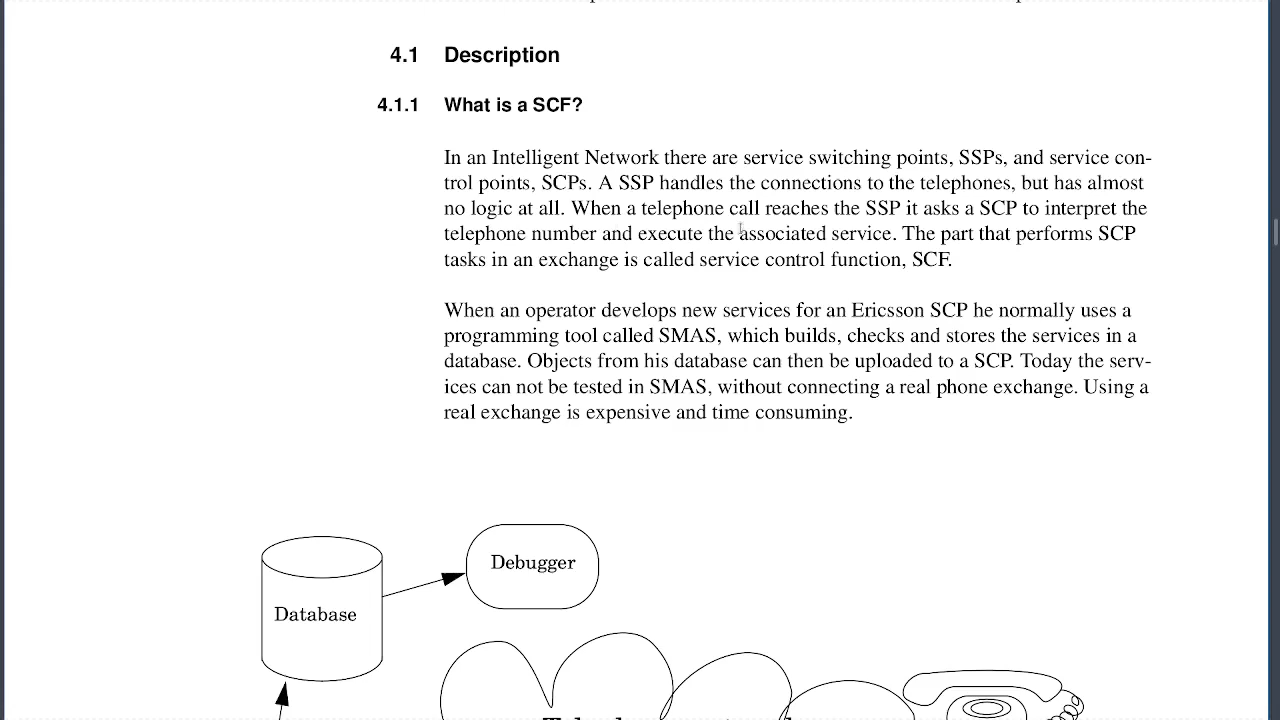 4.1 Description
4.1.1 What is a SCF?
In an Intelligent Network there are service switching points, SSPs, and service con-
trol points, SCPs. A SSP handles the connections to the telephones, but has almost
no logic at all. When a telephone call reaches the SSP it asks a SCP to interpret the
telephone number and execute the associated service. The part that performs SCP
tasks in an exchange is called service control function, SCF.
When an operator develops new services for an Ericsson SCP he normally uses a
programming tool called SMAS, which builds, checks and stores the services in a
database. Objects from his database can then be uploaded to a SCP. Today the serv-
ices can not be tested in SMAS, without connecting a real phone exchange. Using a
real exchange is expensive and time consuming.
Debugger
Database